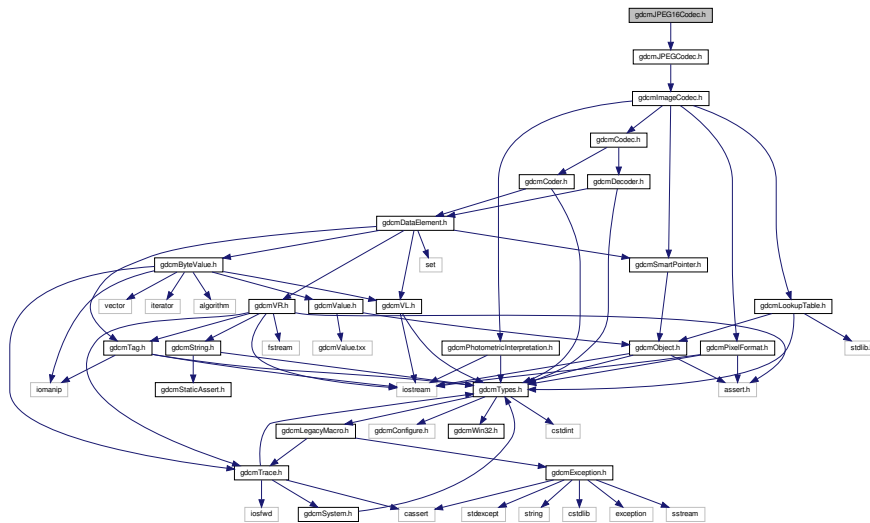 gdcmJPEG16Codec.h
gdcmJPEGCodec.h
gdcmImageCodec.h
gdcmCodec.h
gdcmCoder.h
gdcmDecoder.h
gdcmDataElement.h
gdcmByteValue.h
set
gdcmSmartPointer.h
vector
iterator
algorithm
gdcmVR.h
gdcmValue.h
gdcmVL.h
gdcmLookupTable.h
gdcmTag.h
gdcmString.h
fstream
gdcmValue.txx
gdcmPhotometricInterpretation.h
gdcmObject.h
gdcmPixelFormat.h
stdlib.
iomanip
gdcmStaticAssert.h
iostream
gdcmTypes.h
assert.h
gdcmLegacyMacro.h
gdcmConfigure.h
gdcmWin32.h
cstdint
gdcmTrace.h
gdcmException.h
iosfwd
gdcmSystem.h
cassert
stdexcept
string
cstdlib
exception
sstream